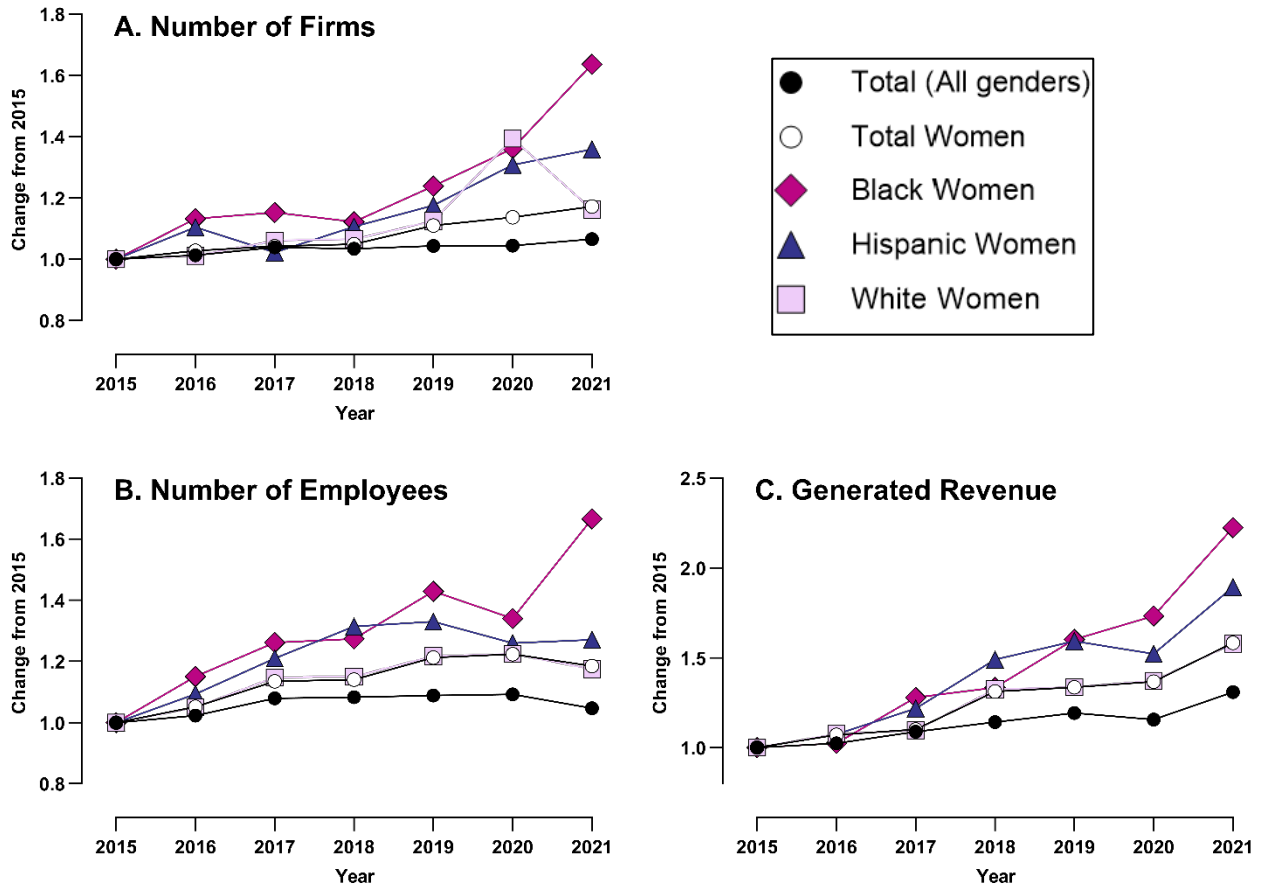 A. Number of Firms
1.8
1.6
1.4
1.2
1.0
0.8
Change from 2015
2015 2016 2017 2018 2019 2020 2021
Year
Total (All genders)
Total Women
Black Women
Hispanic Women
White Women
B. Number of Employees
1.8
1.6
1.4
1.2
1.0
0.8
Change from 2015
2015 2016 2017 2018 2019 2020 2021
Year
C. Generated Revenue
2.5
2.0
1.5
1.0
Change from 2015
2015 2016 2017 2018 2019 2020 2021
Year